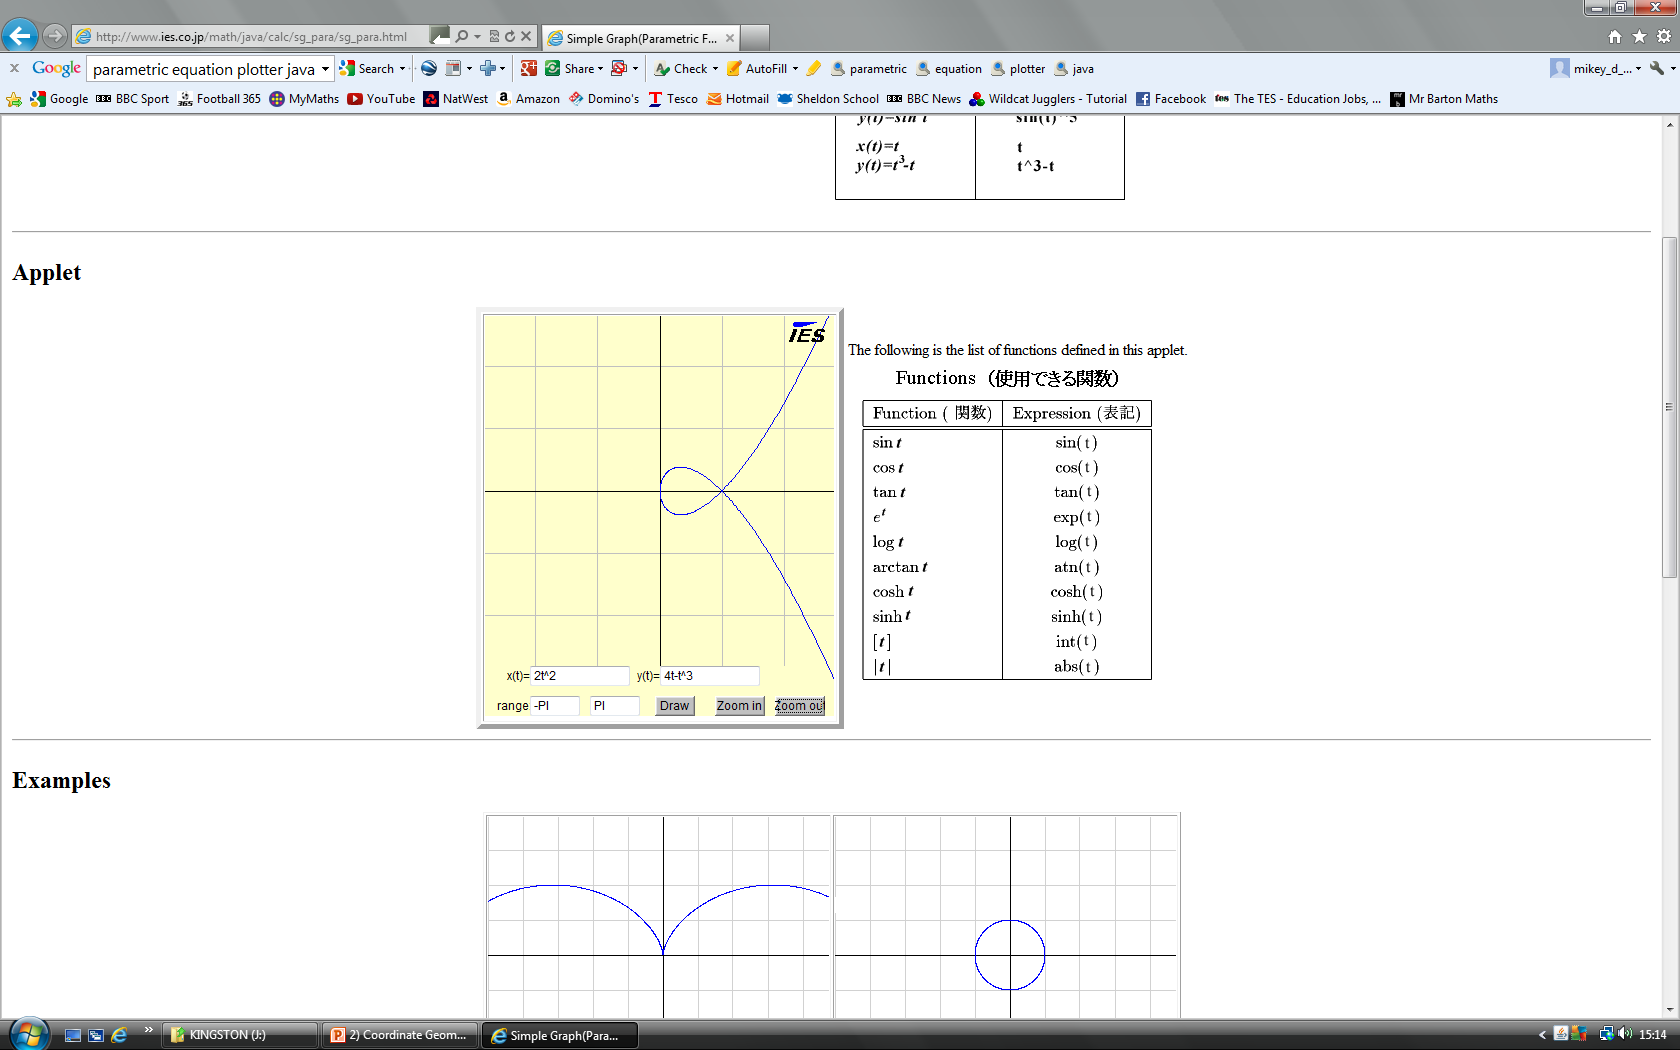 http://www.ies.co.jp/math/java/calc/sg_para/sg_para.html
Simple Graph(Parametric F...
Google parametric equation plotter java Search Share Check AutoFill parametric equation plotter java mikey_d_...
Google BBC Sport Football 365 MyMaths YouTube NatWest Amazon Domino's Tesco Hotmail Sheldon School BBC News Wildcat Jugglers - Tutorial Facebook The TES - Education Jobs, ... Mr Barton Maths
y(t)=sin³t sin(t)^3
x(t)=t t
y(t)=t³-t t^3-t
Applet
IES
The following is the list of functions defined in this applet.
Functions (使用できる関数)
Function ( 関数) Expression (表記)
sin t sin( t )
cos t cos( t )
tan t tan( t )
eᵗ exp( t )
log t log( t )
arctan t atn( t )
cosh t cosh( t )
sinh t sinh( t )
[t] int( t )
|t| abs( t )
x(t)= 2t^2 y(t)= 4t-t^3
range -PI PI Draw Zoom in Zoom ou
Examples
KINGSTON (J:) 2) Coordinate Geom... Simple Graph(Para... 15:14